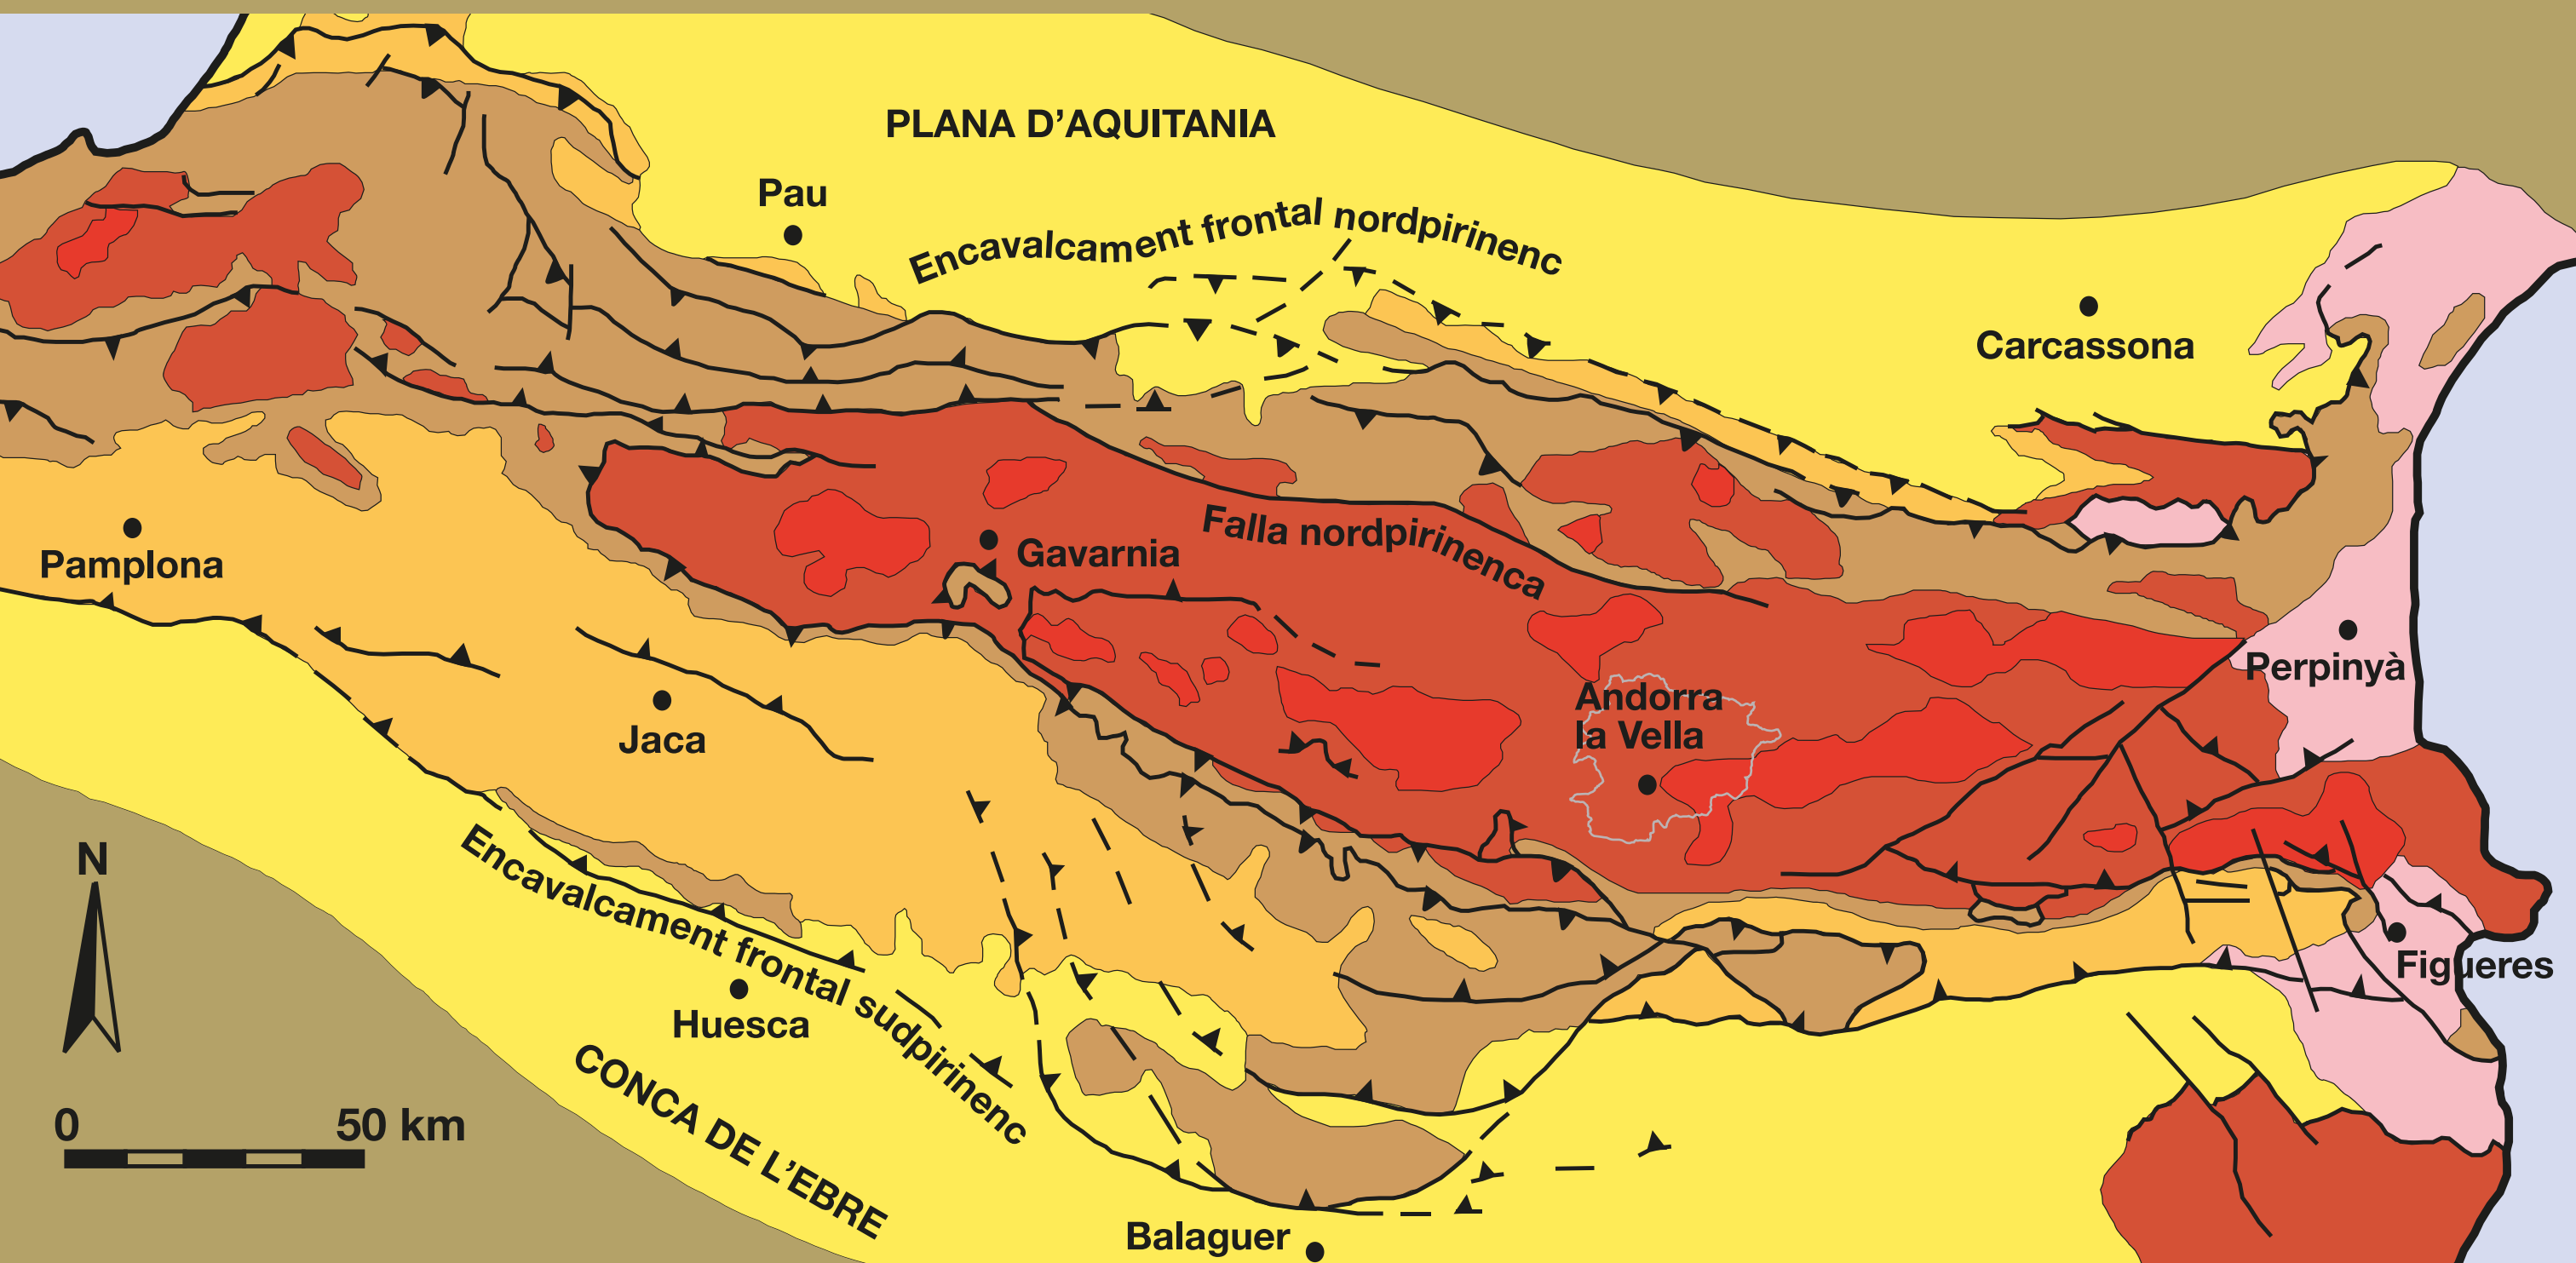 PLANA D’AQUITANIA
Pau
Encavalcament frontal nordpirinenc
Carcassona
Falla nordpirinenca
Gavarnia
Pamplona
Perpinyà
Andorra
la Vella
Jaca
N
Encavalcament frontal sudpirinenc
Figueres
Huesca
CONCA DE L’EBRE
0 50 km
Balaguer